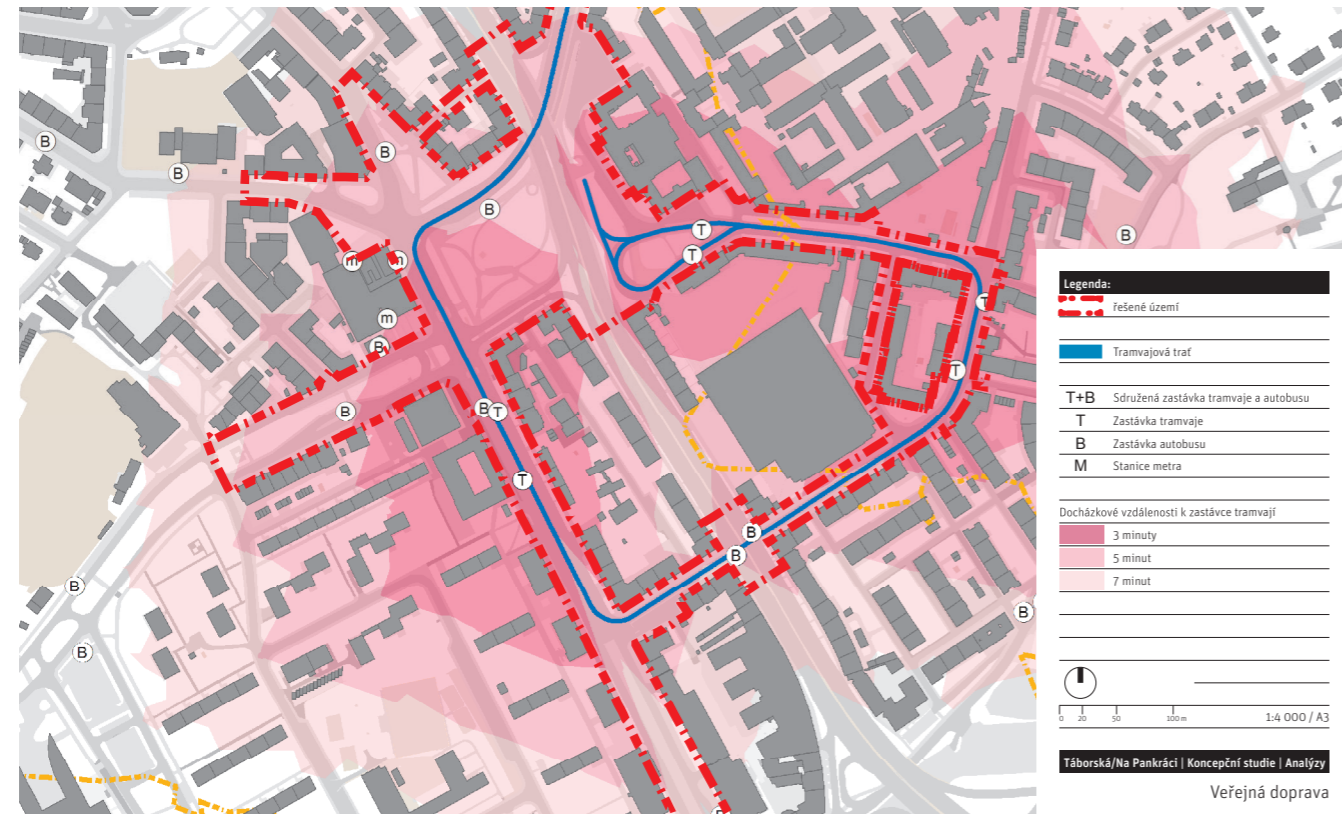 B
B
B
B
T
T
B
m
m
m
B
B
B
T
T
T
T
B
B
B
B
B
Legenda:
řešené území
Tramvajová trať
T+B Sdružená zastávka tramvaje a autobusu
T Zastávka tramvaje
B Zastávka autobusu
M Stanice metra
Docházkové vzdálenosti k zastávce tramvají
3 minuty
5 minut
7 minut
0 20 50 100 m 1:4 000 / A3
Táborská/Na Pankráci | Koncepční studie | Analýzy
Veřejná doprava